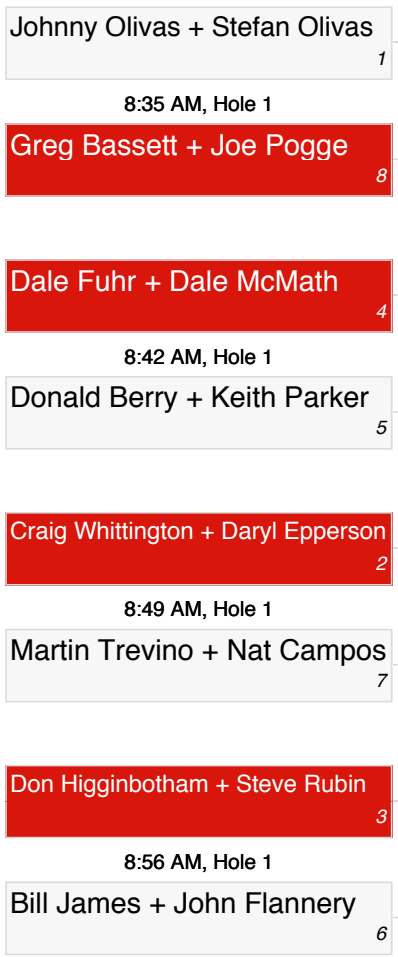 Johnny Olivas + Stefan Olivas
1
8:35 AM, Hole 1
Greg Bassett + Joe Pogge
8
Dale Fuhr + Dale McMath
4
8:42 AM, Hole 1
Donald Berry + Keith Parker
5
Craig Whittington + Daryl Epperson
2
8:49 AM, Hole 1
Martin Trevino + Nat Campos
7
Don Higginbotham + Steve Rubin
3
8:56 AM, Hole 1
Bill James + John Flannery
6